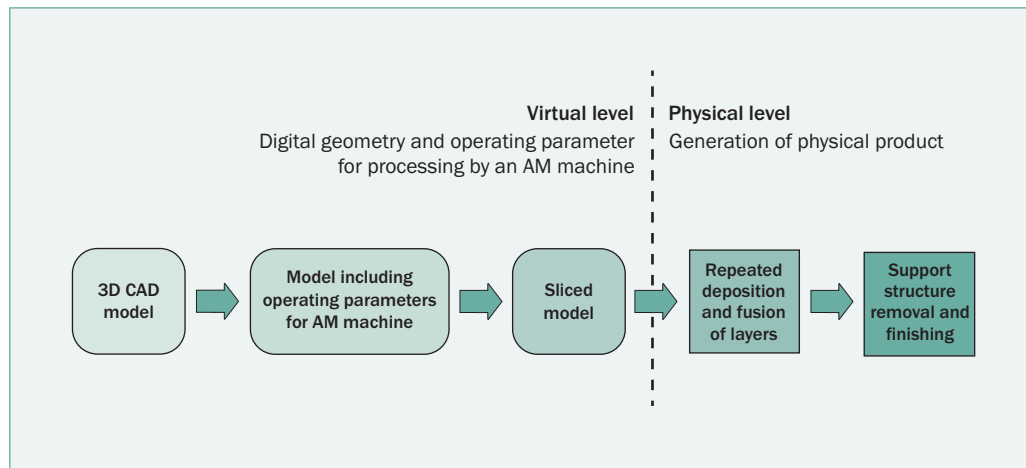 Virtual level
Digital geometry and operating parameter
for processing by an AM machine
Physical level
Generation of physical product
3D CAD
model
Model including
operating parameters
for AM machine
Sliced
model
Repeated
deposition
and fusion
of layers
Support
structure
removal and
finishing